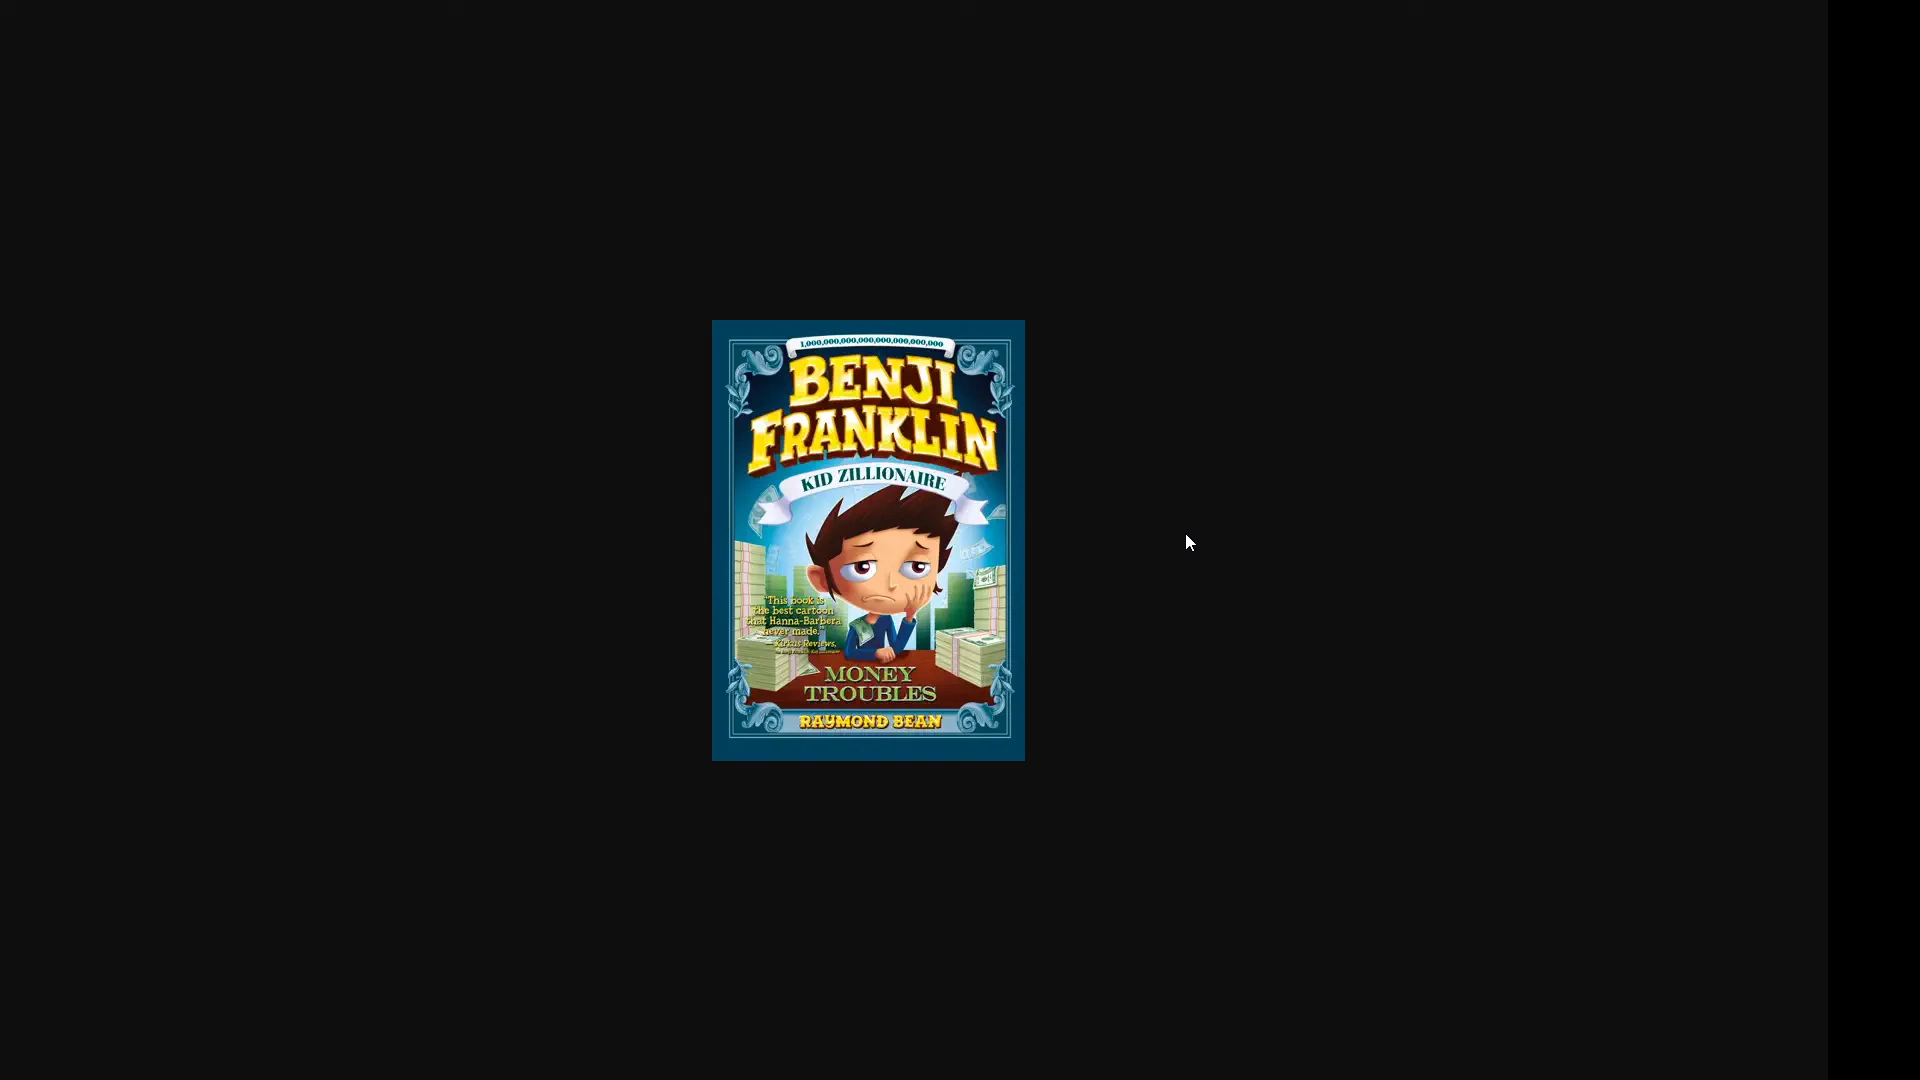 1,000,000,000,000,000,000,000,000
BENJI
FRANKLIN
KID ZILLIONAIRE
"This book is
the best cartoon
that Hanna-Barbera
never made."
— Kirkus Reviews,
MONEY
TROUBLES
RAYMOND BEAN